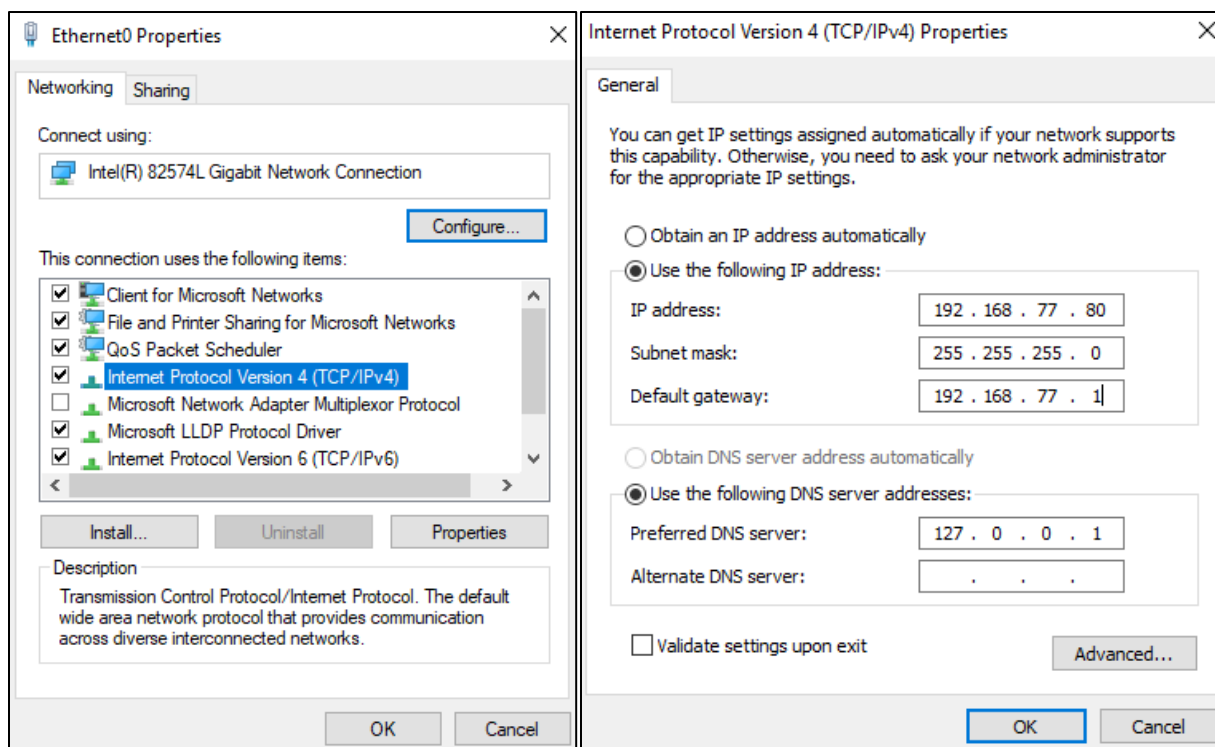 Ethernet0 Properties
Networking
Sharing
Connect using:
Intel(R) 82574L Gigabit Network Connection
Configure...
This connection uses the following items:
Client for Microsoft Networks
File and Printer Sharing for Microsoft Networks
QoS Packet Scheduler
Internet Protocol Version 4 (TCP/IPv4)
Microsoft Network Adapter Multiplexor Protocol
Microsoft LLDP Protocol Driver
Internet Protocol Version 6 (TCP/IPv6)
Install...
Uninstall
Properties
Description
Transmission Control Protocol/Internet Protocol. The default
wide area network protocol that provides communication
across diverse interconnected networks.
OK
Cancel
Internet Protocol Version 4 (TCP/IPv4) Properties
General
You can get IP settings assigned automatically if your network supports
this capability. Otherwise, you need to ask your network administrator
for the appropriate IP settings.
Obtain an IP address automatically
Use the following IP address:
IP address: 192 . 168 . 77 . 80
Subnet mask: 255 . 255 . 255 . 0
Default gateway: 192 . 168 . 77 . 1
Obtain DNS server address automatically
Use the following DNS server addresses:
Preferred DNS server: 127 . 0 . 0 . 1
Alternate DNS server: . . .
Validate settings upon exit
Advanced...
OK
Cancel